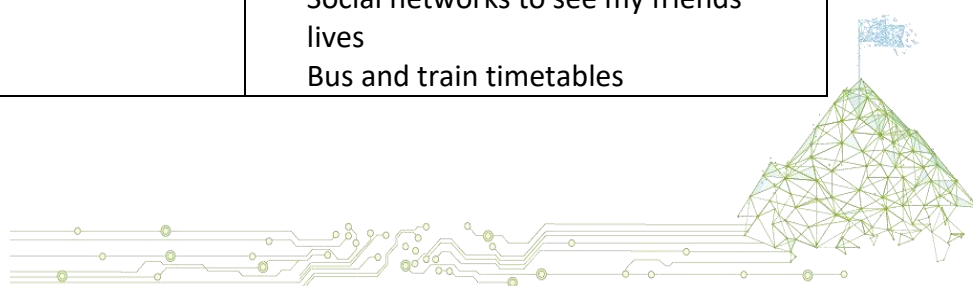 Social networks to see my friends
lives
Bus and train timetables